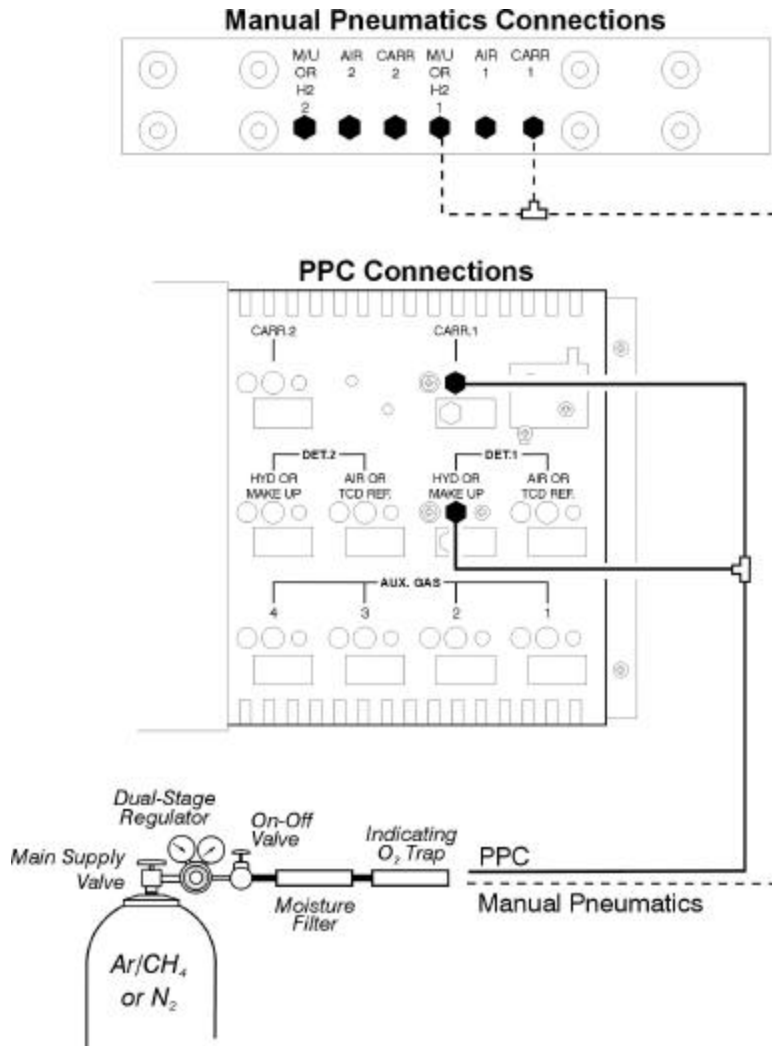 Manual Pneumatics Connections
M/U
OR
H2
2
AIR
2
CARR
2
M/U
OR
H2
1
AIR
1
CARR
1
PPC Connections
CARR.2
CARR.1
DET.2
DET.1
HYD OR
MAKE UP
AIR OR
TCD REF.
HYD OR
MAKE UP
AIR OR
TCD REF.
AUX. GAS
4
3
2
1
Dual-Stage
Regulator
On-Off
Valve
Indicating
O₂ Trap
Main Supply
Valve
Moisture
Filter
PPC
Manual Pneumatics
Ar/CH₄
or N₂